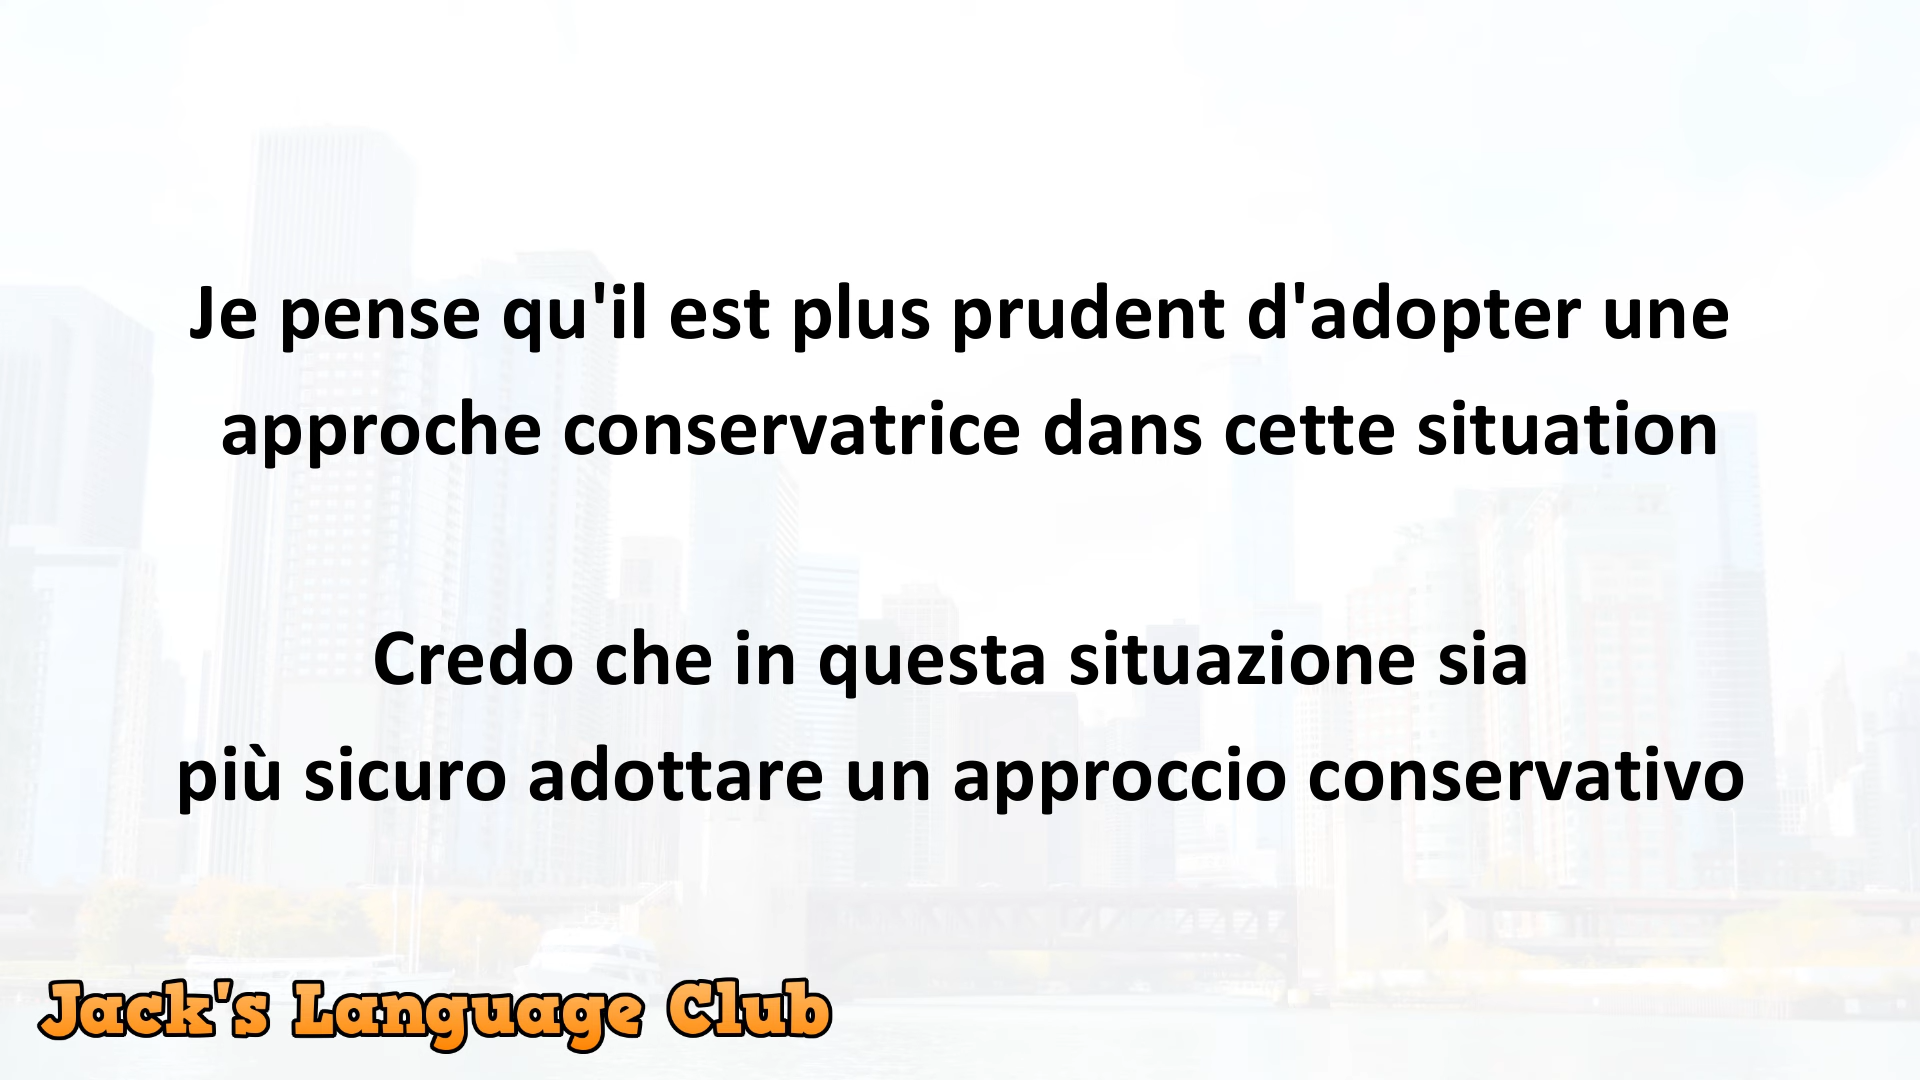 Je pense qu'il est plus prudent d'adopter une
approche conservatrice dans cette situation
Credo che in questa situazione sia
più sicuro adottare un approccio conservativo
Jack's Language Club